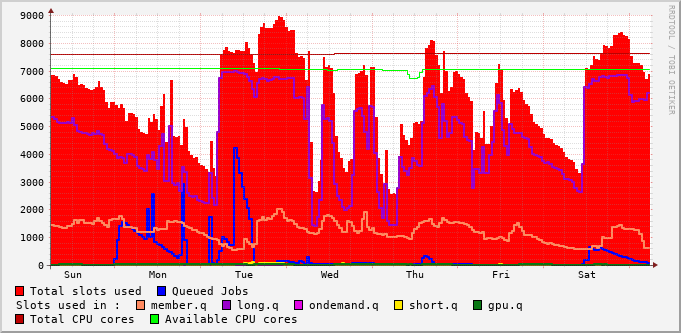 RRDTOOL / TOBI OETIKER
9000
8000
7000
6000
5000
4000
3000
2000
1000
0
Sun Mon Tue Wed Thu Fri Sat
Total slots used Queued Jobs
Slots used in : member.q long.q ondemand.q short.q gpu.q
Total CPU cores Available CPU cores